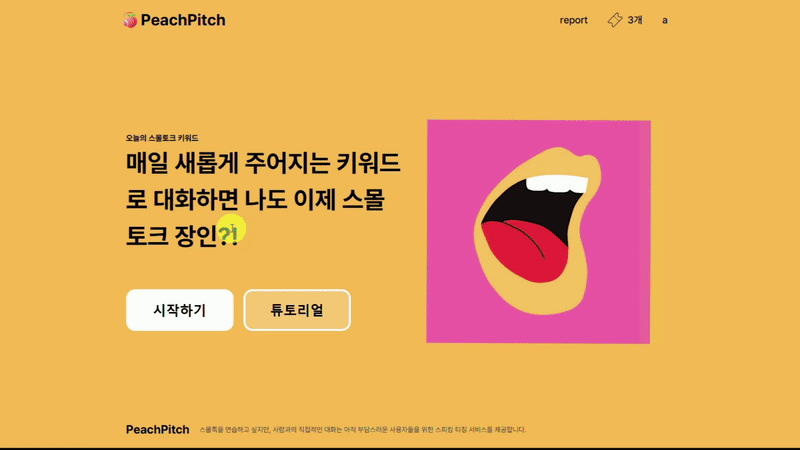 PeachPitch
report 3개 a
오늘의 스몰토크 키워드
매일 새롭게 주어지는 키워드
로 대화하면 나도 이제 스몰
토크 장인?!
시작하기 튜토리얼
PeachPitch 스몰톡을 연습하고 싶지만, 사람과의 직접적인 대화는 아직 부담스러운 사용자들을 위한 스피킹 티칭 서비스를 제공합니다.